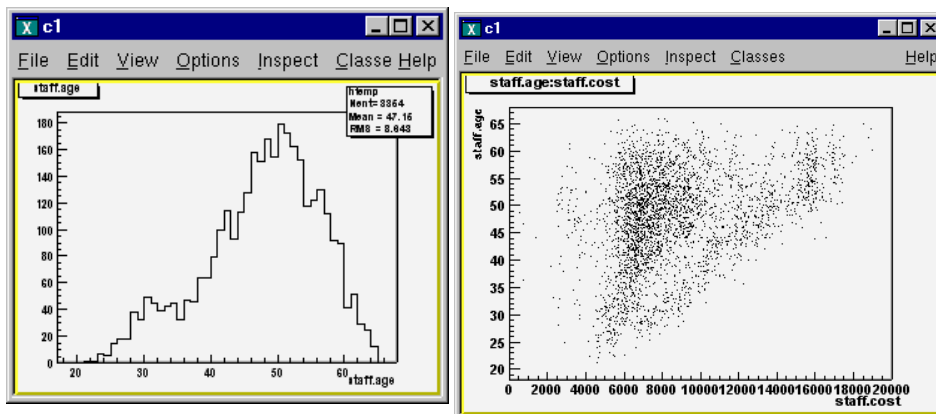 c1
File Edit View Options Inspect Classe Help
staff.age
htemp
Nent= 3354
Mean = 47.15
RMS = 8.643
180
160
140
120
100
80
60
40
20
0
20 30 40 50 60
staff.age
c1
File Edit View Options Inspect Classes Help
staff.age:staff.cost
staff.age
65
60
55
50
45
40
35
30
25
20
0 2000 4000 6000 8000 10000 12000 14000 16000 18000 20000
staff.cost